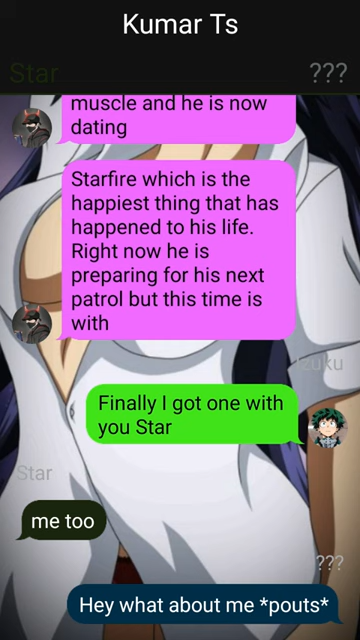 Kumar Ts
Star
???
muscle and he is now
dating
Starfire which is the
happiest thing that has
happened to his life.
Right now he is
preparing for his next
patrol but this time is
with
Izuku
Finally I got one with
you Star
Star
me too
???
Hey what about me *pouts*